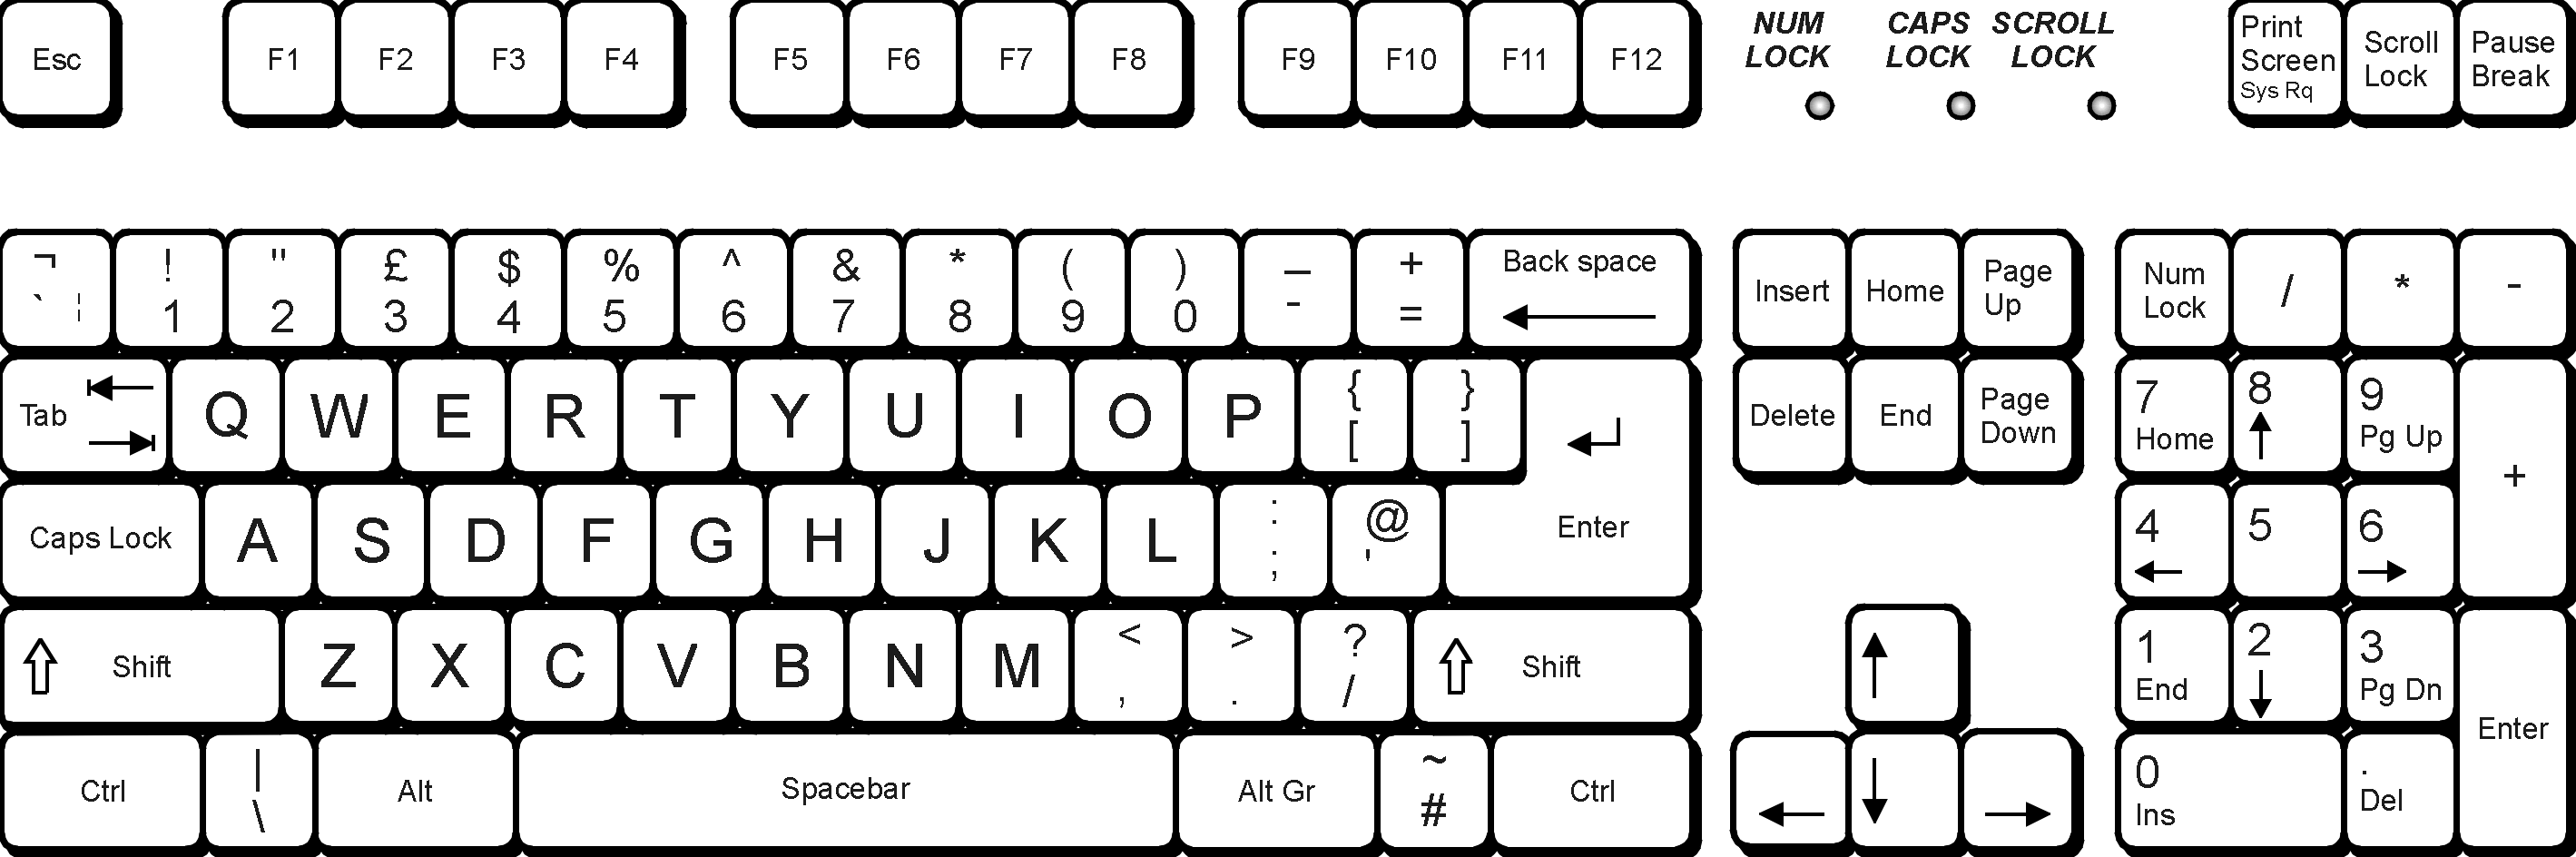 Esc F1 F2 F3 F4 F5 F6 F7 F8 F9 F10 F11 F12
NUM LOCK
CAPS LOCK
SCROLL LOCK
Print Screen Sys Rq
Scroll Lock
Pause Break
¬ ` ¦ ! 1 " 2 £ 3 $ 4 % 5 ^ 6 & 7 * 8 ( 9 ) 0 _ - + = Back space
Insert Home Page Up
Num Lock / * -
Tab Q W E R T Y U I O P { [ } ]
Delete End Page Down
7 Home 8 9 Pg Up +
Caps Lock A S D F G H J K L : ; @ ' Enter
4 5 6
Shift Z X C V B N M < , > . ? / Shift
1 End 2 3 Pg Dn Enter
Ctrl | \ Alt Spacebar Alt Gr ~ # Ctrl
0 Ins . Del